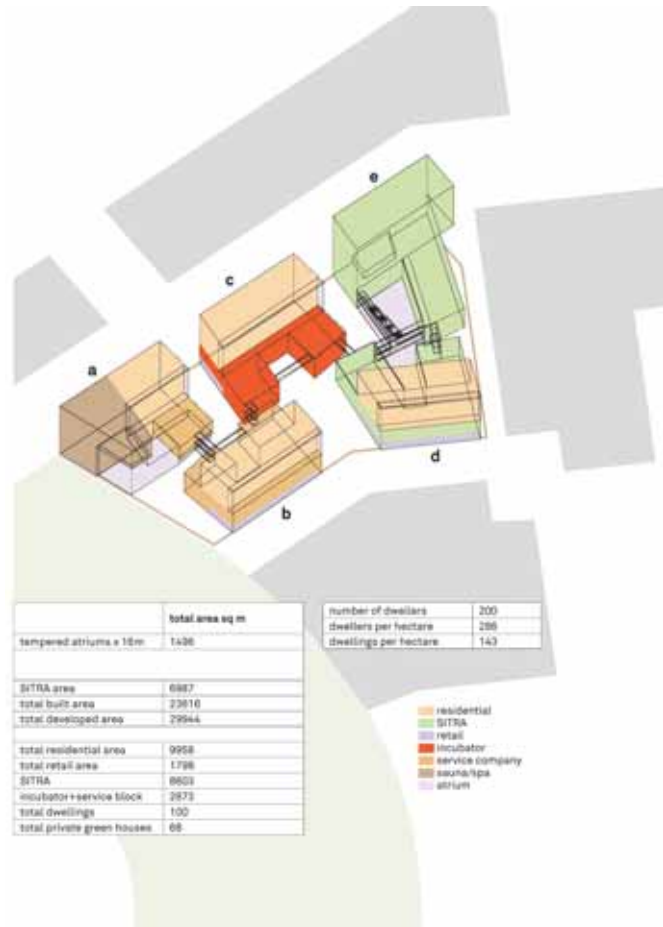 e
c
a
d
b
total area sq m
tempered atriums x 16m 1496
SITRA area 6987
total built area 23616
total developed area 29944
total residential area 9958
total retail area 1798
SITRA 8603
incubator+service block 2873
total dwellings 100
total private green houses 66
number of dwellers 200
dwellers per hectare 286
dwellings per hectare 143
residential
SITRA
retail
incubator
service company
sauna/spa
atrium